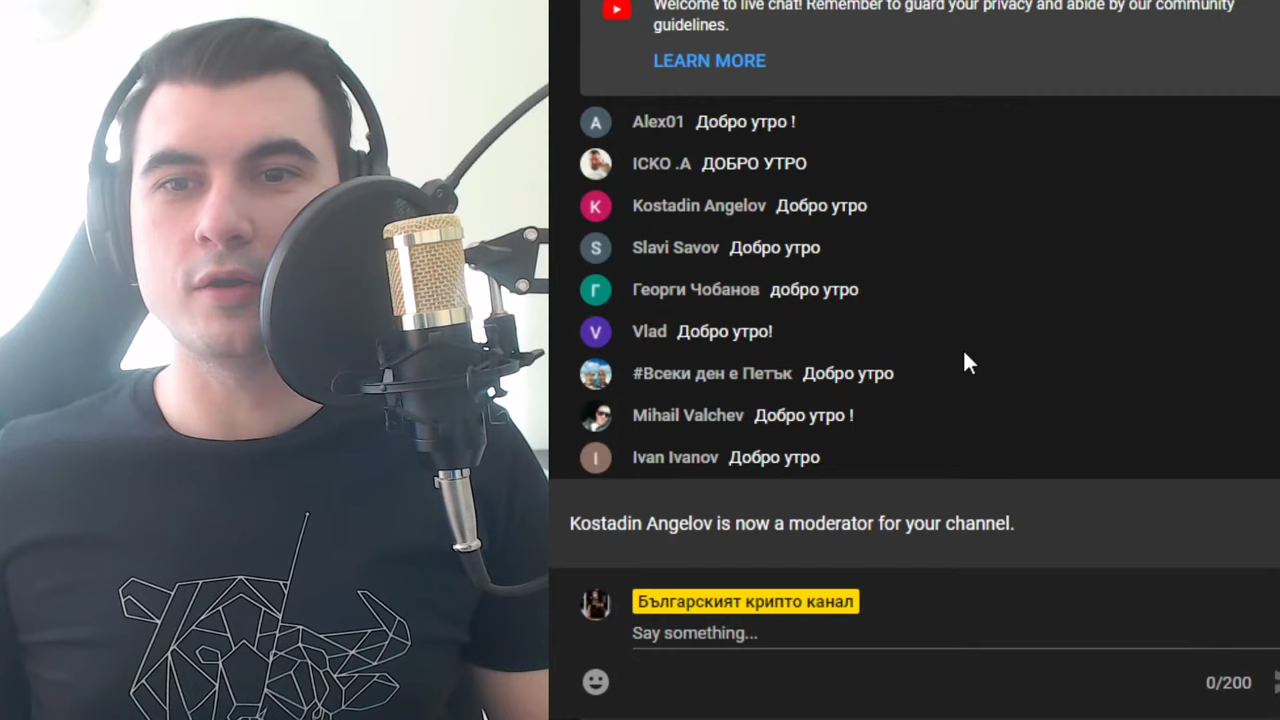 Welcome to live chat! Remember to guard your privacy and abide by our community
guidelines.
LEARN MORE
A Alex01 Добро утро !
ICKO .A ДОБРО УТРО
K Kostadin Angelov Добро утро
S Slavi Savov Добро утро
Г Георги Чобанов добро утро
V Vlad Добро утро!
#Всеки ден е Петък Добро утро
Mihail Valchev Добро утро !
I Ivan Ivanov Добро утро
Kostadin Angelov is now a moderator for your channel.
Българският крипто канал
Say something...
0/200